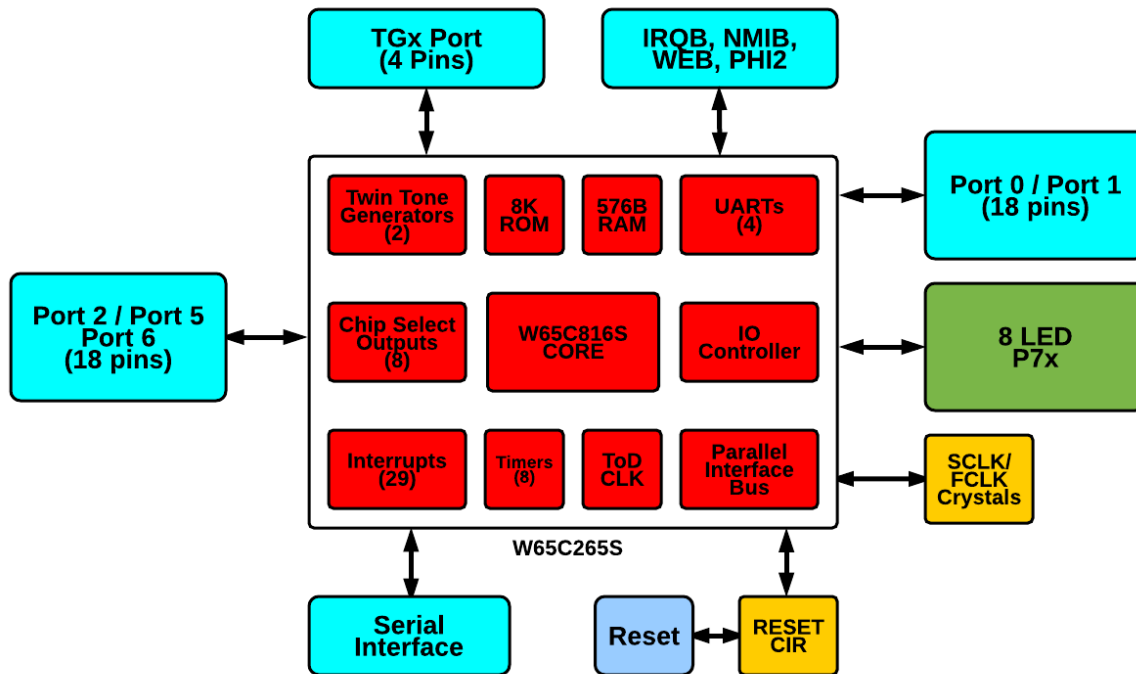 TGx Port
(4 Pins)
IRQB, NMIB,
WEB, PHI2
Port 0 / Port 1
(18 pins)
Twin Tone
Generators
(2)
8K
ROM
576B
RAM
UARTs
(4)
Port 2 / Port 5
Port 6
(18 pins)
Chip Select
Outputs
(8)
W65C816S
CORE
IO
Controller
8 LED
P7x
Interrupts
(29)
Timers
(8)
ToD
CLK
Parallel
Interface
Bus
SCLK/
FCLK
Crystals
W65C265S
Serial
Interface
Reset
RESET
CIR